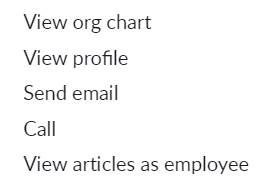 View org chart
View profile
Send email
Call
View articles as employee